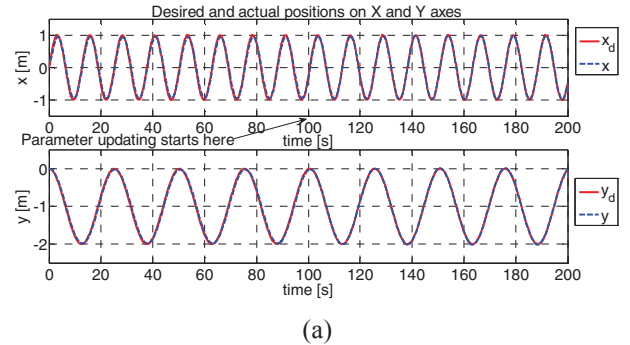 Desired and actual positions on X and Y axes
1
0
-1
x [m]
x_d
x
0 20 40 60 80 100 120 140 160 180 200
Parameter updating starts here
time [s]
0
-1
-2
y [m]
y_d
y
0 20 40 60 80 100 120 140 160 180 200
time [s]
(a)